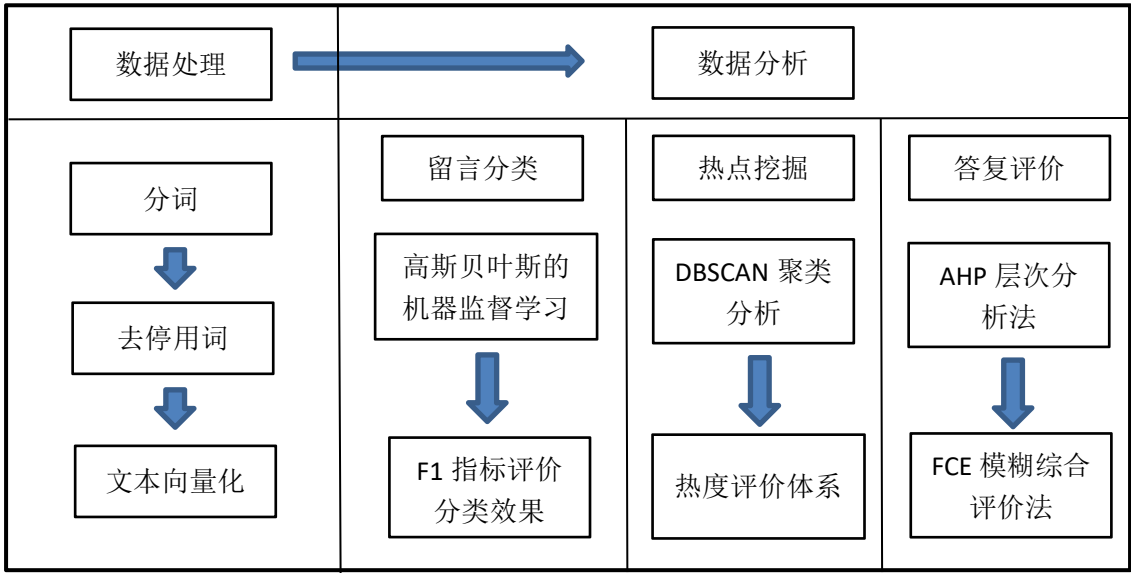 数据处理
数据分析
分词
去停用词
文本向量化
留言分类
高斯贝叶斯的
机器监督学习
F1 指标评价
分类效果
热点挖掘
DBSCAN 聚类
分析
热度评价体系
答复评价
AHP 层次分
析法
FCE 模糊综合
评价法